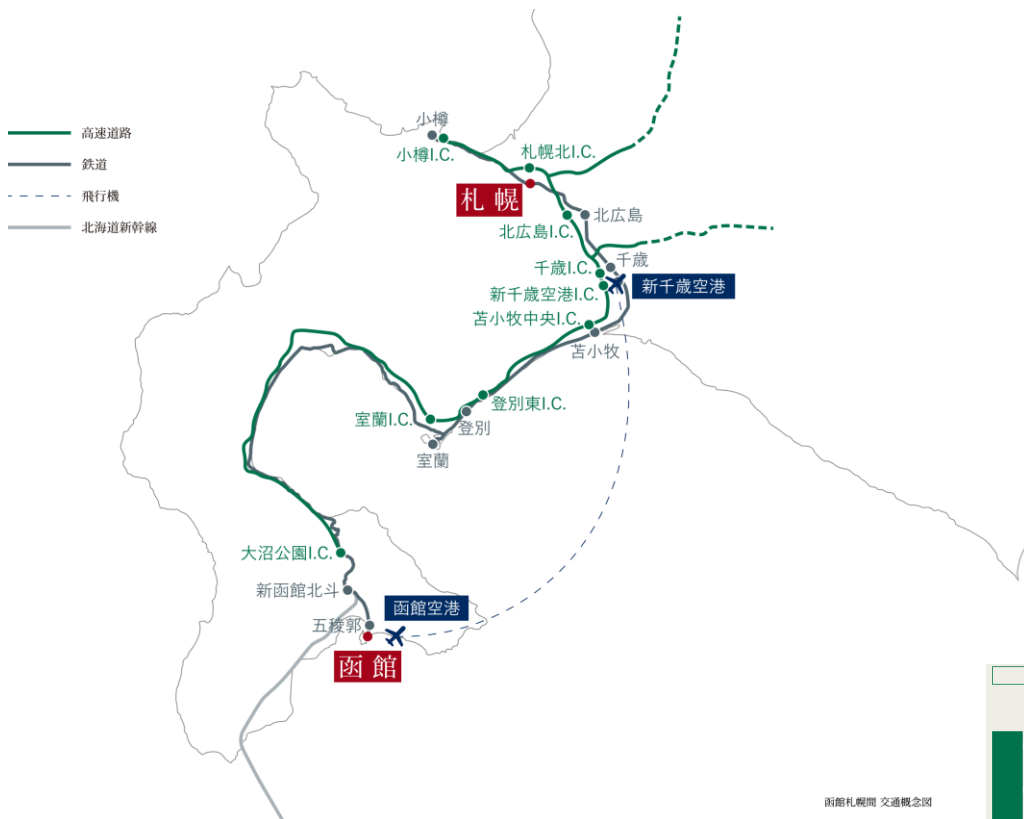 高速道路
鉄道
飛行機
北海道新幹線
小樽
小樽I.C.
札幌北I.C.
札幌
北広島
北広島I.C.
千歳
千歳I.C.
新千歳空港
新千歳空港I.C.
苫小牧中央I.C.
苫小牧
登別東I.C.
室蘭I.C.
登別
室蘭
大沼公園I.C.
新函館北斗
函館空港
五稜郭
函館
函館札幌間 交通概念図